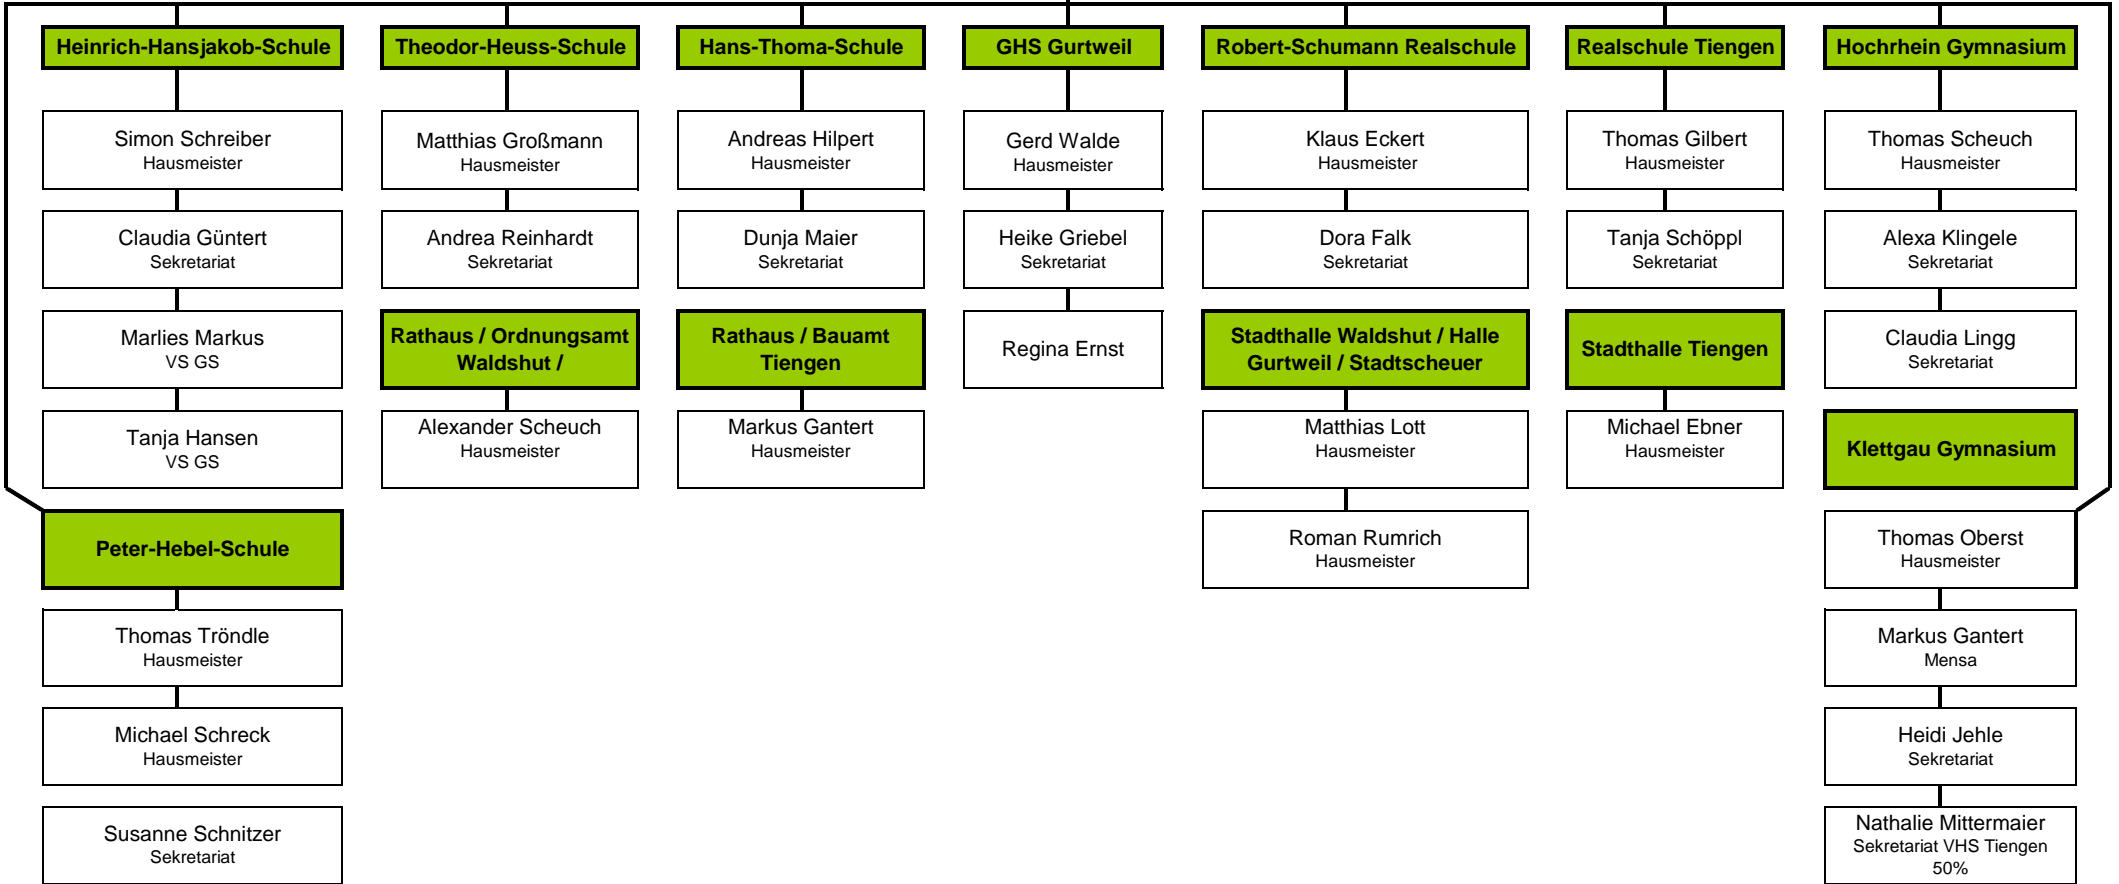 Heinrich-Hansjakob-Schule
Theodor-Heuss-Schule
Hans-Thoma-Schule
GHS Gurtweil
Robert-Schumann Realschule
Realschule Tiengen
Hochrhein Gymnasium
Simon Schreiber
Hausmeister
Matthias Großmann
Hausmeister
Andreas Hilpert
Hausmeister
Gerd Walde
Hausmeister
Klaus Eckert
Hausmeister
Thomas Gilbert
Hausmeister
Thomas Scheuch
Hausmeister
Claudia Güntert
Sekretariat
Andrea Reinhardt
Sekretariat
Dunja Maier
Sekretariat
Heike Griebel
Sekretariat
Dora Falk
Sekretariat
Tanja Schöppl
Sekretariat
Alexa Klingele
Sekretariat
Marlies Markus
VS GS
Rathaus / Ordnungsamt
Waldshut /
Rathaus / Bauamt
Tiengen
Regina Ernst
Stadthalle Waldshut / Halle
Gurtweil / Stadtscheuer
Stadthalle Tiengen
Claudia Lingg
Sekretariat
Tanja Hansen
VS GS
Alexander Scheuch
Hausmeister
Markus Gantert
Hausmeister
Matthias Lott
Hausmeister
Michael Ebner
Hausmeister
Klettgau Gymnasium
Peter-Hebel-Schule
Roman Rumrich
Hausmeister
Thomas Oberst
Hausmeister
Thomas Tröndle
Hausmeister
Markus Gantert
Mensa
Michael Schreck
Hausmeister
Heidi Jehle
Sekretariat
Susanne Schnitzer
Sekretariat
Nathalie Mittermaier
Sekretariat VHS Tiengen
50%